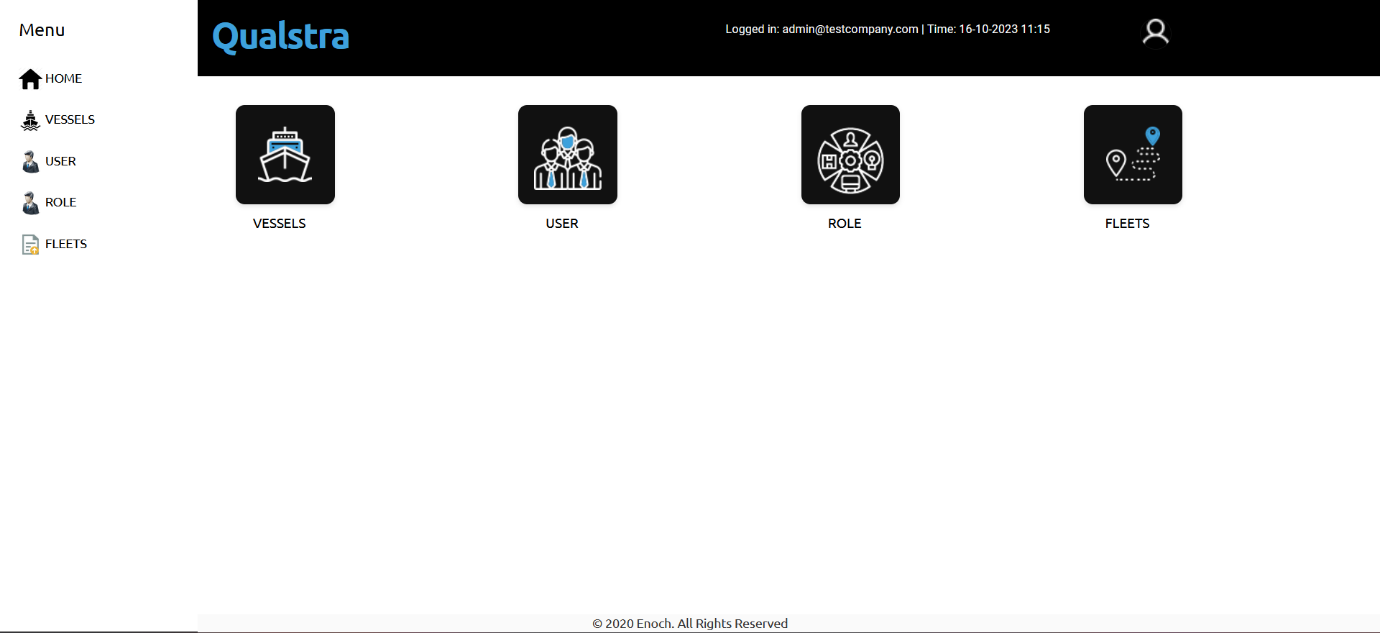 Menu
HOME
VESSELS
USER
ROLE
FLEETS
Qualstra
Logged in: admin@testcompany.com | Time: 16-10-2023 11:15
VESSELS
USER
ROLE
FLEETS
© 2020 Enoch. All Rights Reserved